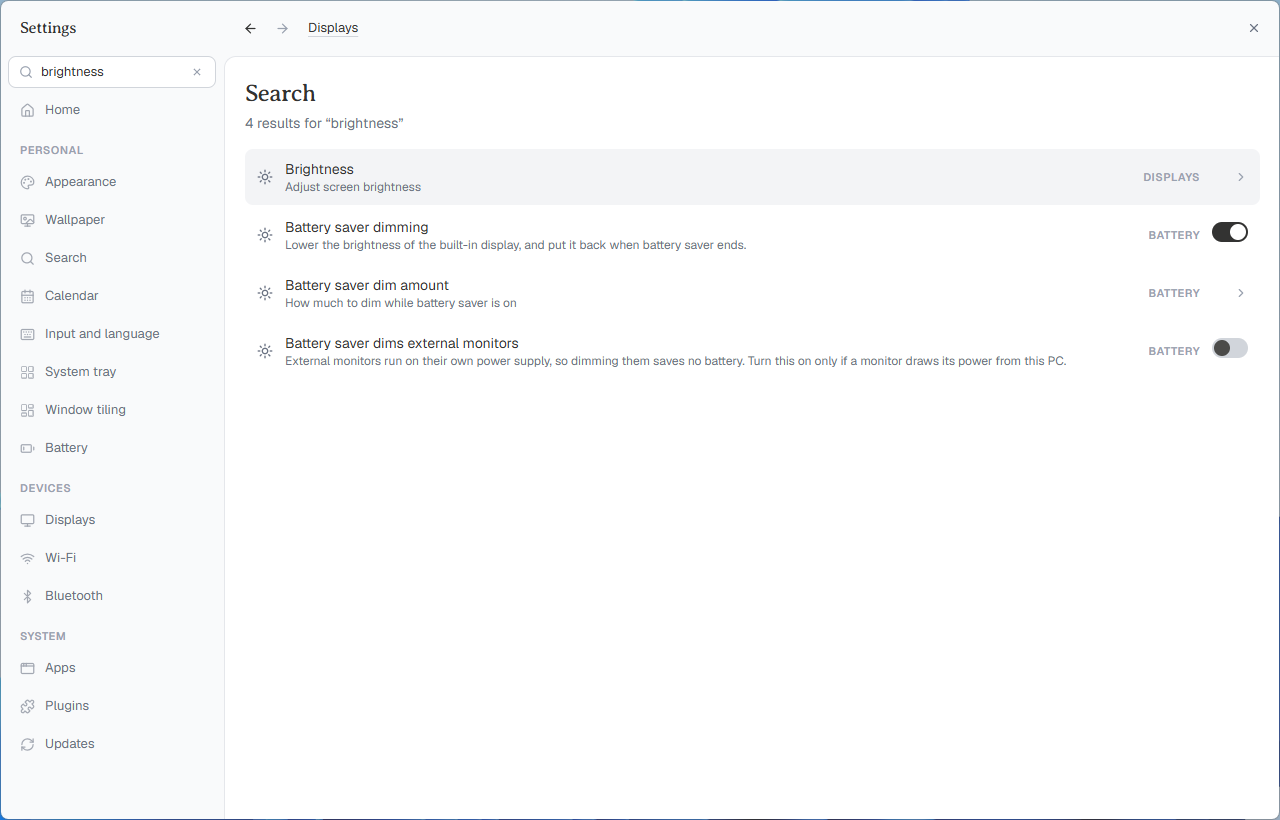 Settings
Displays
brightness
Home
PERSONAL
Appearance
Wallpaper
Search
Calendar
Input and language
System tray
Window tiling
Battery
DEVICES
Displays
Wi-Fi
Bluetooth
SYSTEM
Apps
Plugins
Updates
Search
4 results for “brightness”
Brightness
Adjust screen brightness
DISPLAYS
Battery saver dimming
Lower the brightness of the built-in display, and put it back when battery saver ends.
BATTERY
Battery saver dim amount
How much to dim while battery saver is on
BATTERY
Battery saver dims external monitors
External monitors run on their own power supply, so dimming them saves no battery. Turn this on only if a monitor draws its power from this PC.
BATTERY